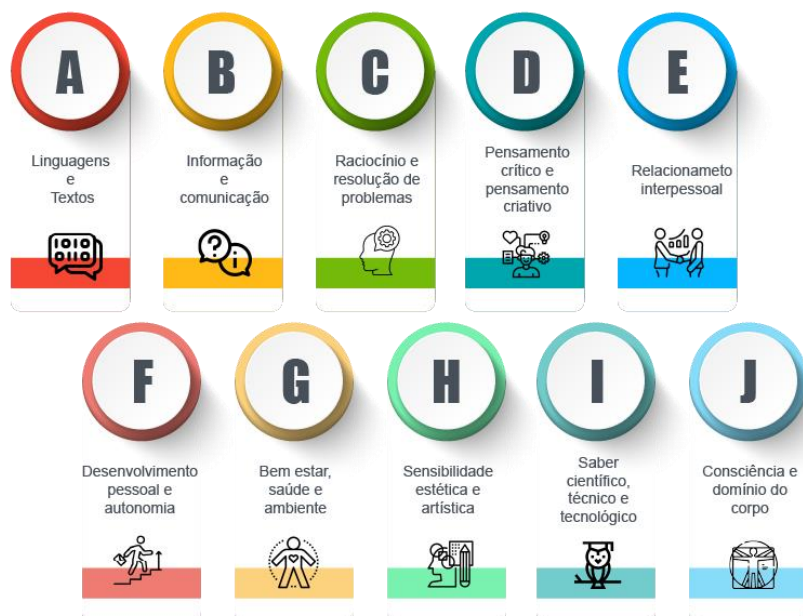 A
Linguagens
e
Textos
B
Informação
e
comunicação
C
Raciocínio e
resolução de
problemas
D
Pensamento
crítico e
pensamento
criativo
E
Relacionameto
interpessoal
F
Desenvolvimento
pessoal e
autonomia
G
Bem estar,
saúde e
ambiente
H
Sensibilidade
estética e
artística
I
Saber
científico,
técnico e
tecnológico
J
Consciência e
domínio do
corpo